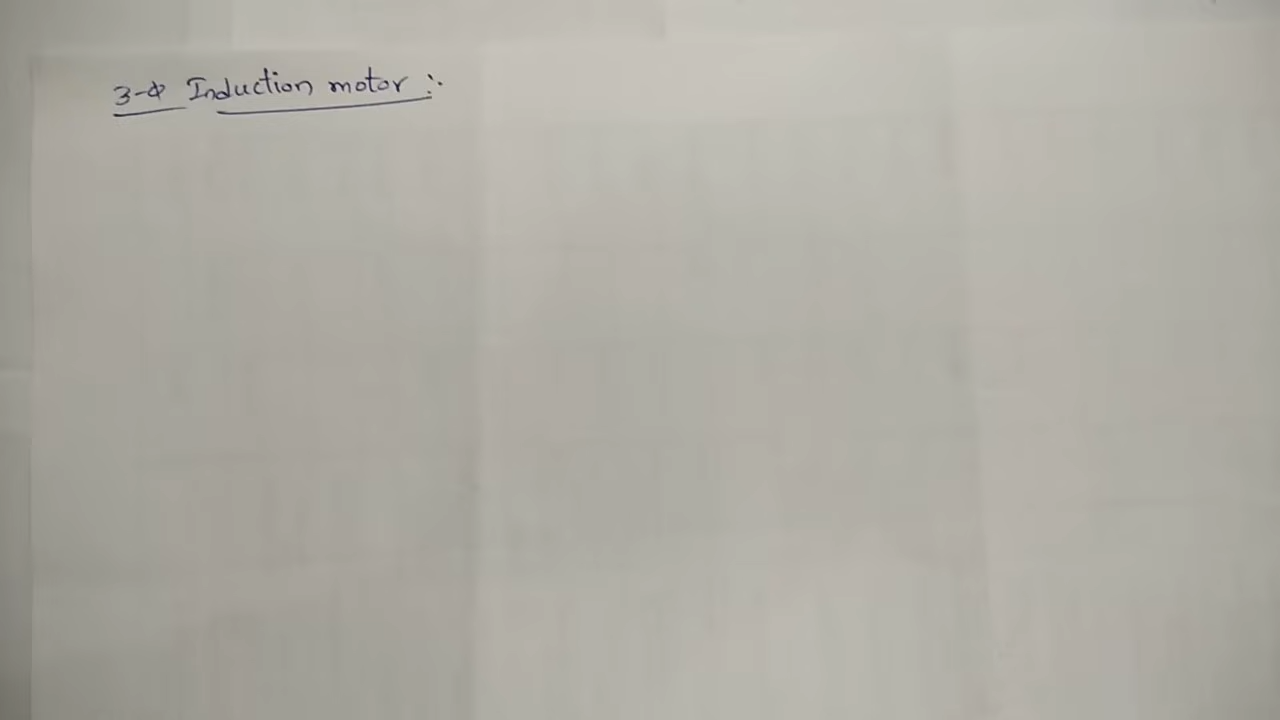 3-Φ Induction motor :-